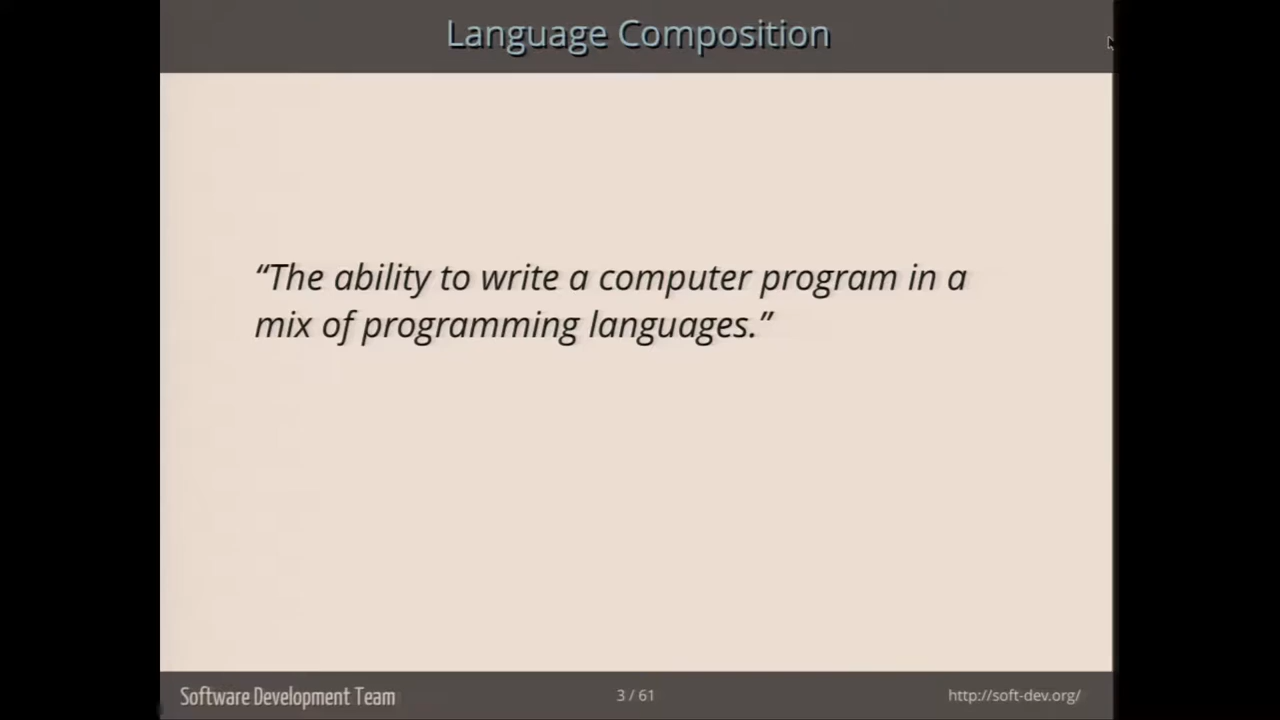 Language Composition
“The ability to write a computer program in a
mix of programming languages.”
Software Development Team
3 / 61
http://soft-dev.org/